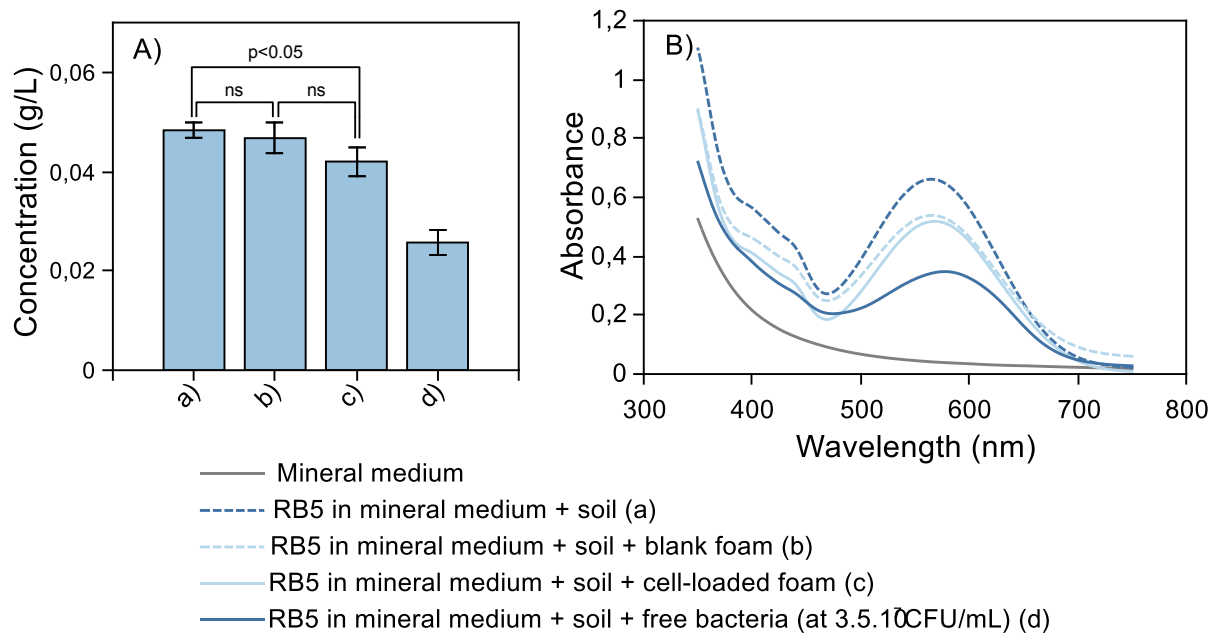 A)
p<0.05
ns
ns
Concentration (g/L)
0,06
0,04
0,02
0
a)
b)
c)
d)
B)
Absorbance
1,2
1
0,8
0,6
0,4
0,2
0
300
400
500
600
700
800
Wavelength (nm)
Mineral medium
RB5 in mineral medium + soil (a)
RB5 in mineral medium + soil + blank foam (b)
RB5 in mineral medium + soil + cell-loaded foam (c)
RB5 in mineral medium + soil + free bacteria (at 3.5.10⁷CFU/mL) (d)